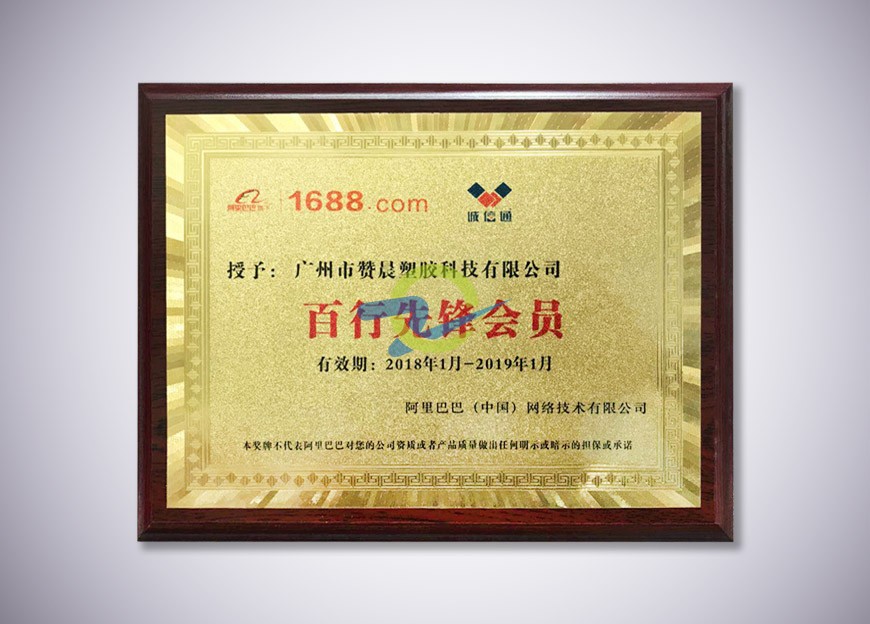 阿里巴巴 1688.com 诚信通
授予：广州市赞晨塑胶科技有限公司
百行先锋会员
有效期：2018年1月-2019年1月
阿里巴巴（中国）网络技术有限公司
本奖牌不代表阿里巴巴对您的公司资质或者产品质量做出任何明示或暗示的担保或承诺